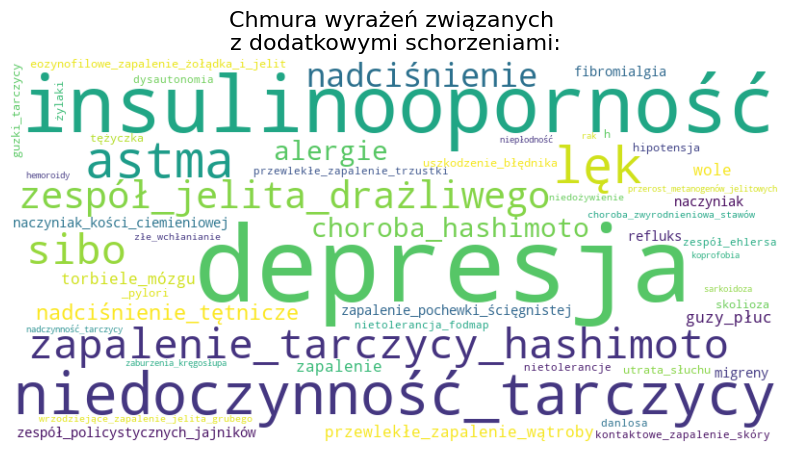 Chmura wyrażeń związanych
z dodatkowymi schorzeniami:
eozynofilowe_zapalenie_żołądka_i_jelit
nadciśnienie
fibromialgia
guzki_tarczycy
żylaki
dysautonomia
insulinooporność
tężyczka
niepłodność
rak
h
hipotensja
astma
alergie
lęk
hemoroidy
przewlekłe_zapalenie_trzustki
uszkodzenie_błędnika
wole
przerost_metanogenów_jelitowych
zespół_jelita_drażliwego
niedożywienie
naczyniak
naczyniak_kości_ciemieniowej
choroba_hashimoto
choroba_zwyrodnieniowa_stawów
sibo
złe_wchłanianie
depresja
refluks
zespół_ehlersa
koprofobia
torbiele_mózgu
_pylori
sarkoidoza
nadciśnienie_tętnicze
zapalenie_pochewki_ścięgnistej
skolioza
nadczynność_tarczycy
nietolerancja_fodmap
guzy_płuc
zapalenie_tarczycy_hashimoto
zaburzenia_kręgosłupa
zapalenie
nietolerancje
utrata_słuchu
migreny
niedoczynność_tarczycy
wrzodziejące_zapalenie_jelita_grubego
danlosa
zespół_policystycznych_jajników
przewlekłe_zapalenie_wątroby
kontaktowe_zapalenie_skóry